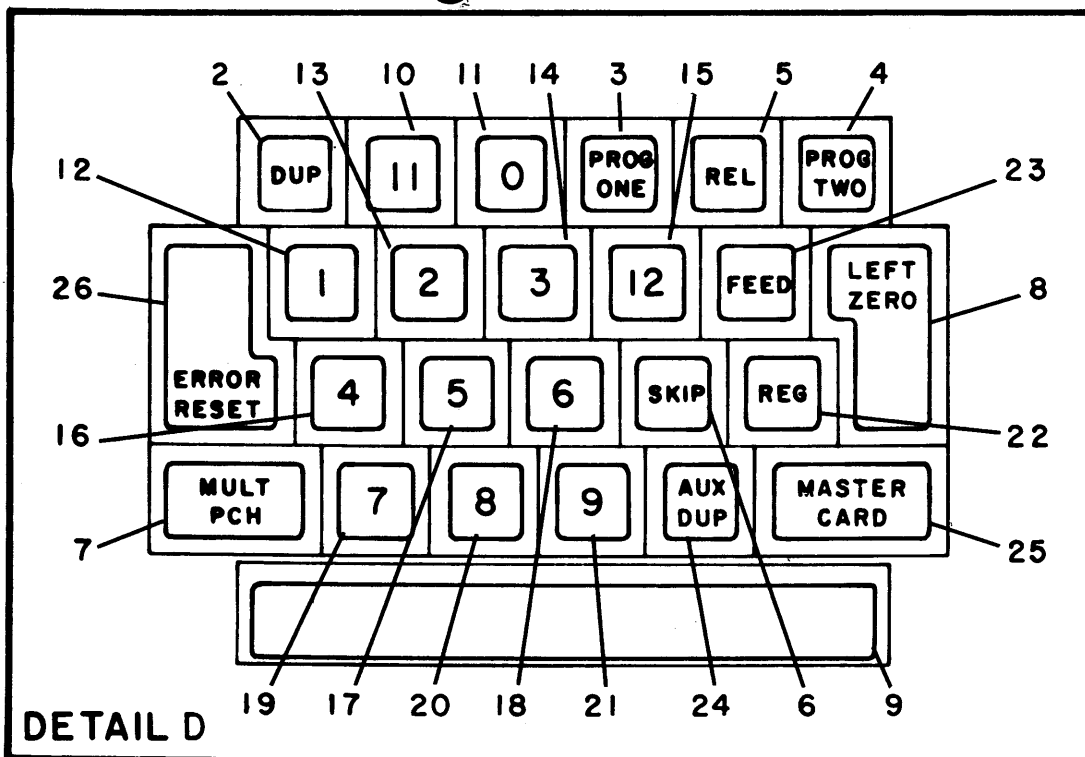 2 13 10 11 14 3 15 5 4
12 23
DUP 11 0 PROG ONE REL PROG TWO
26 8
1 2 3 12 FEED LEFT ZERO
ERROR RESET 4 5 6 SKIP REG
16 22
MULT PCH 7 8 9 AUX DUP MASTER CARD
7 25
19 17 20 18 21 24 6 9
DETAIL D